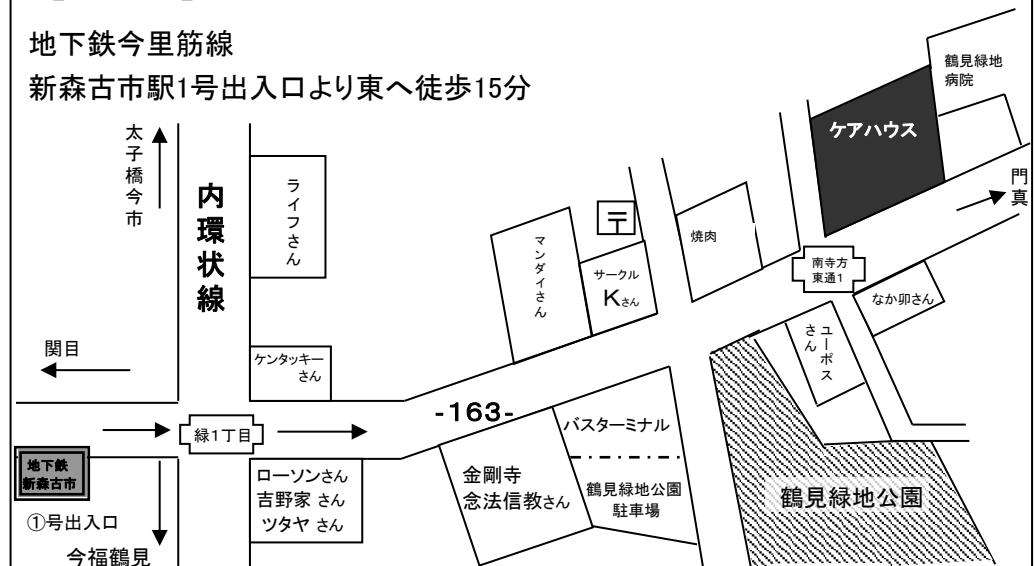 地下鉄今里筋線
新森古市駅1号出入口より東へ徒歩15分
太子橋今市
内環状線
ライフさん
関目
ケンタッキー
さん
緑1丁目
地下鉄
新森古市
①号出入口
今福鶴見
ローソンさん
吉野家 さん
ツタヤ さん
-163-
マンダイさん
〒
サークル
Kさん
焼肉
ケアハウス
鶴見緑地
病院
門真
南寺方
東通1
なか卯さん
ユーポス
さん
バスターミナル
金剛寺
念法信教さん
鶴見緑地公園
駐車場
鶴見緑地公園